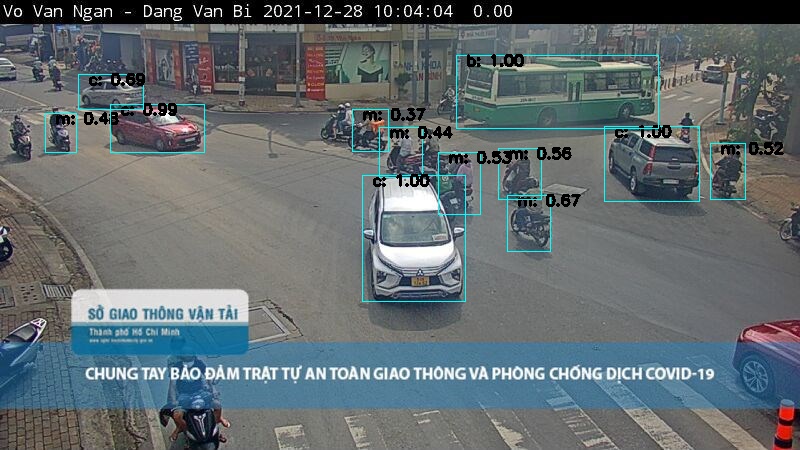 Vo Van Ngan - Dang Van Bi 2021-12-28 10:04:04  0.00
b: 1.00
c: 0.69
c: 0.99
m: 0.43
m: 0.37
m: 0.44
c: 1.00
m: 0.53
m: 0.56
m: 0.52
c: 1.00
m: 0.67
NHA KHOA
SỞ GIAO THÔNG VẬN TẢI
Thành phố Hồ Chí Minh
CHUNG TAY BẢO ĐẢM TRẬT TỰ AN TOÀN GIAO THÔNG VÀ PHÒNG CHỐNG DỊCH COVID-19